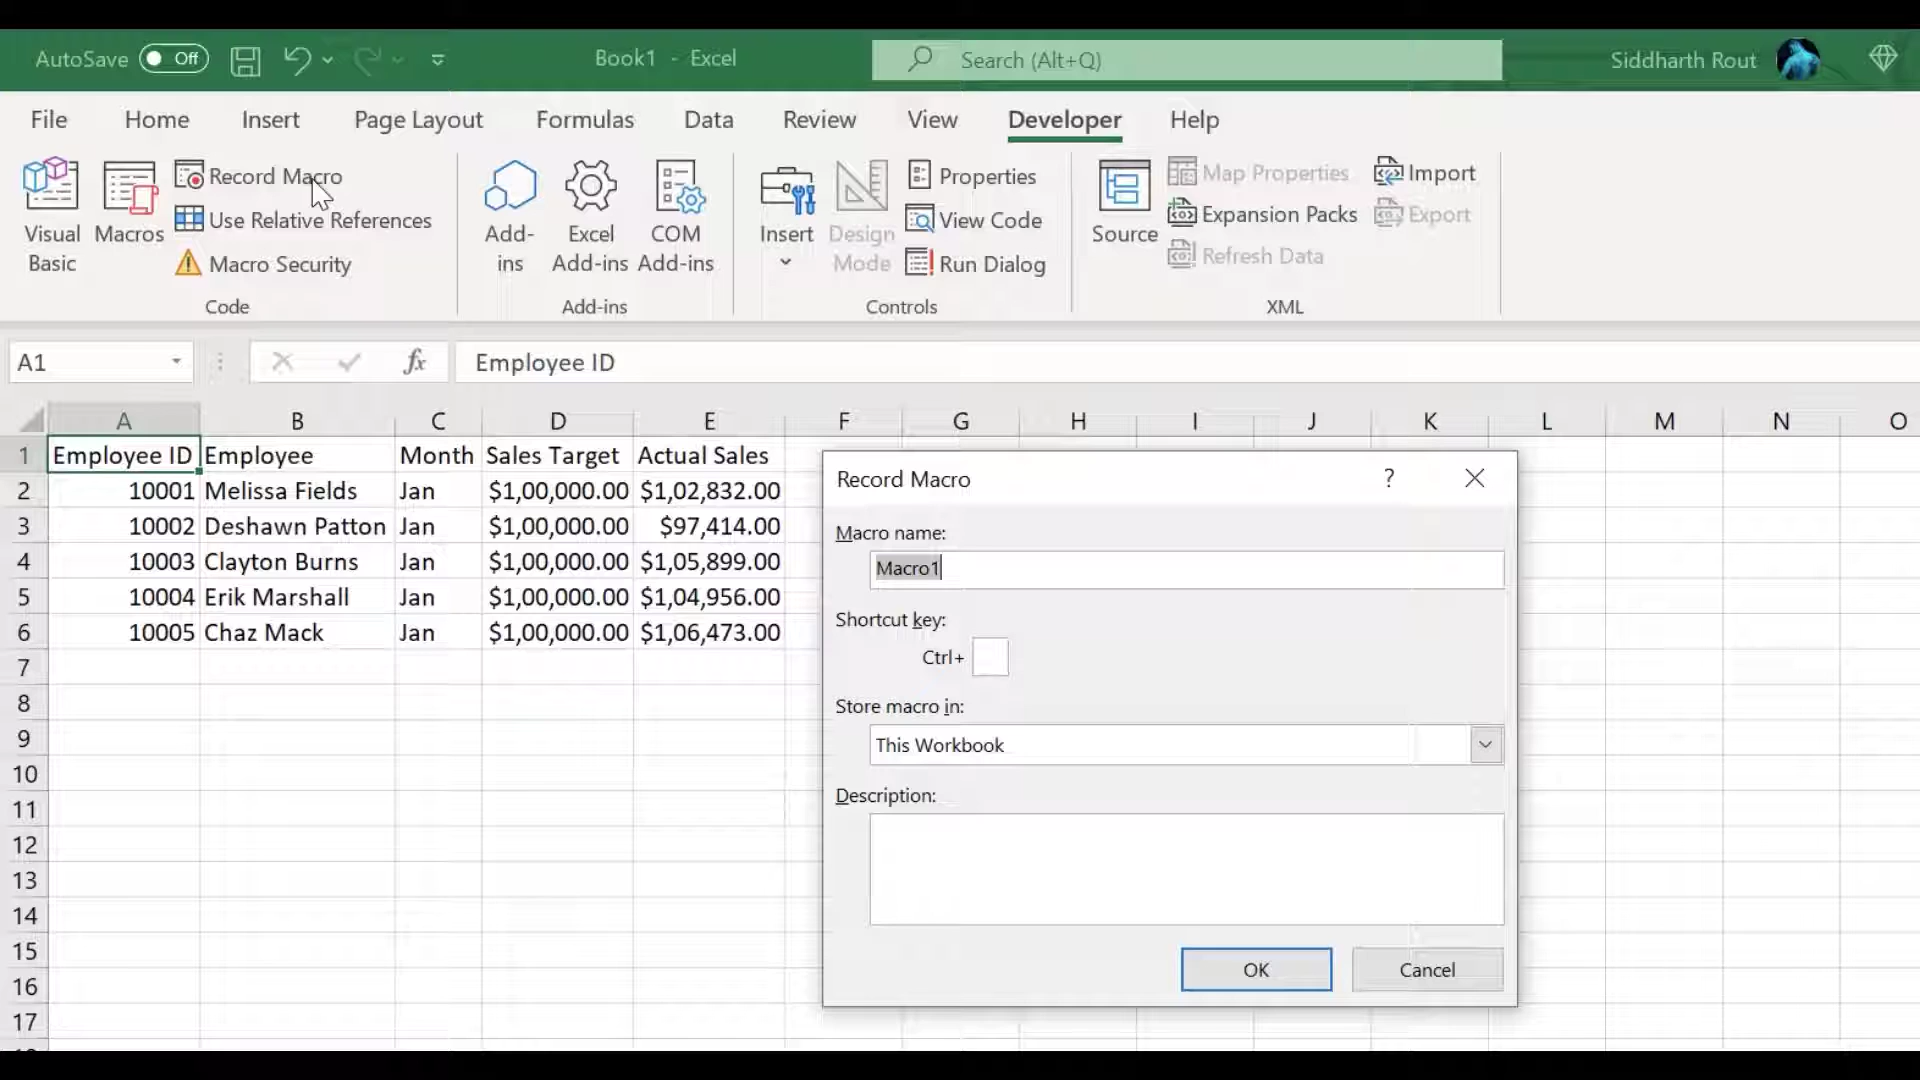 AutoSave Off Book1 - Excel Search (Alt+Q) Siddharth Rout
File Home Insert Page Layout Formulas Data Review View Developer Help
Visual Basic
Macros
Record Macro
Use Relative References
Macro Security
Code
Add-ins
Excel Add-ins
COM Add-ins
Add-ins
Insert
Design Mode
Properties
View Code
Run Dialog
Controls
Source
Map Properties
Expansion Packs
Refresh Data
Import
Export
XML
A1 fx Employee ID
A B C D E F G H I J K L M N O
1 Employee ID Employee Month Sales Target Actual Sales
2 10001 Melissa Fields Jan $1,00,000.00 $1,02,832.00
3 10002 Deshawn Patton Jan $1,00,000.00 $97,414.00
4 10003 Clayton Burns Jan $1,00,000.00 $1,05,899.00
5 10004 Erik Marshall Jan $1,00,000.00 $1,04,956.00
6 10005 Chaz Mack Jan $1,00,000.00 $1,06,473.00
7
8
9
10
11
12
13
14
15
16
17
Record Macro ?
Macro name:
Macro1
Shortcut key:
Ctrl+
Store macro in:
This Workbook
Description:
OK Cancel